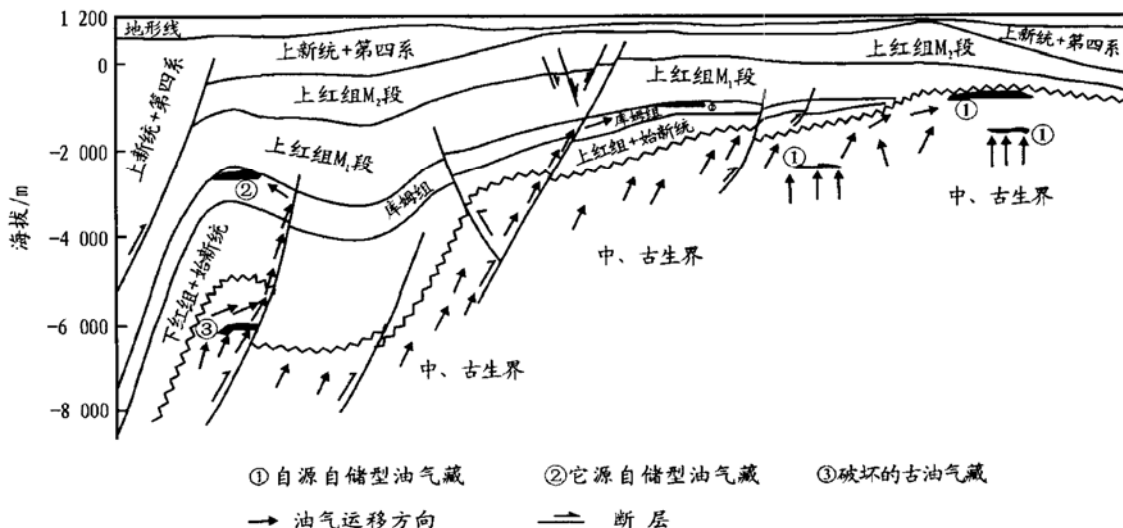 1 200
地形线
上新统+第四系
上红组M₂段
上新统+第四系
0
上新统+第四系
上红组M₂段
上红组M₁段
①
库姆组
①
-2 000
上红组M₁段
上红组+始新统
①
②
库姆组
中、古生界
海拔/m
-4 000
中、古生界
下红组+始新统
③
-6 000
中、古生界
-8 000
①自源自储型油气藏 ②它源自储型油气藏 ③破坏的古油气藏
油气运移方向 断层